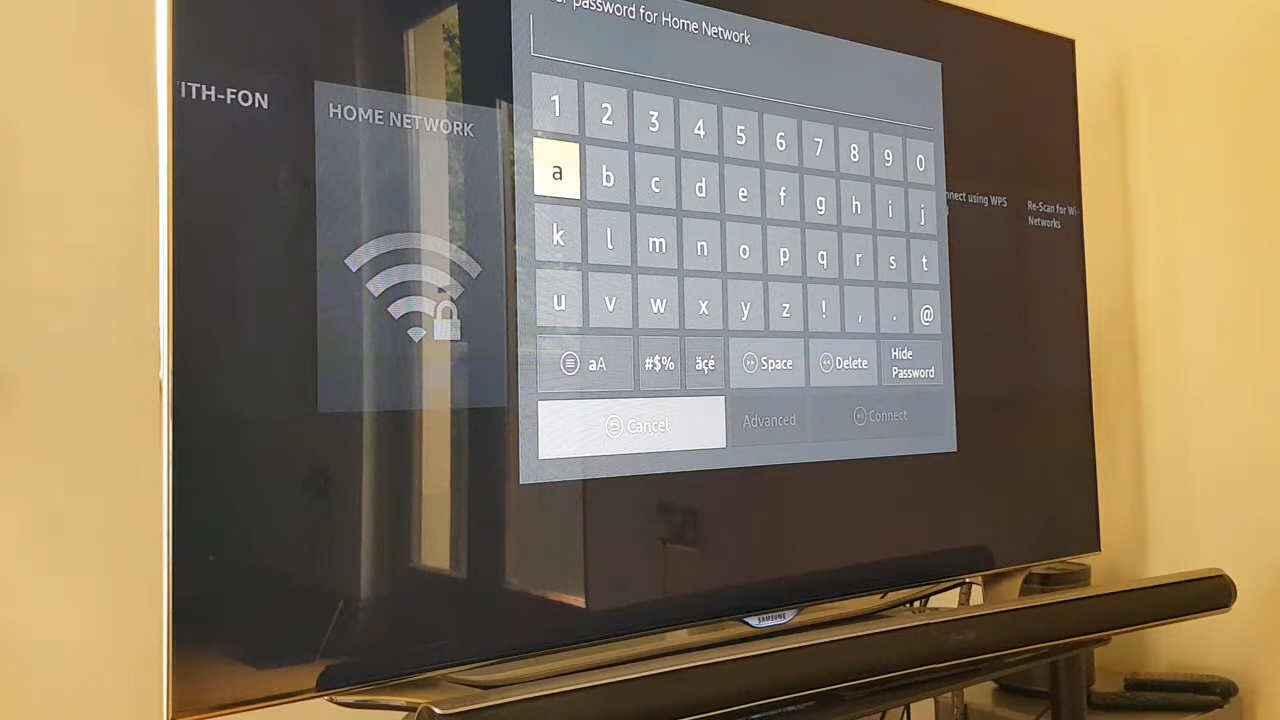 password for Home Network
ITH-FON
HOME NETWORK
1 2 3 4 5 6 7 8 9 0
a b c d e f g h i j
k l m n o p q r s t
u v w x y z ! , . @
aA #$% äçé Space Delete Hide
Password
Cancel Advanced Connect
nnect using WPS
Re-Scan for Wi-
Networks
SAMSUNG